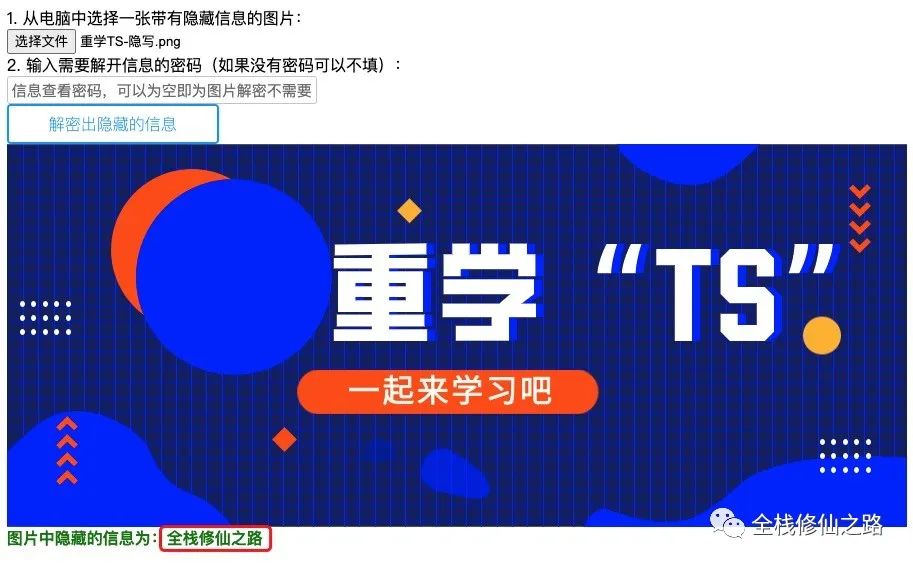 1. 从电脑中选择一张带有隐藏信息的图片：
选择文件 重学TS-隐写.png
2. 输入需要解开信息的密码（如果没有密码可以不填）：
信息查看密码，可以为空即为图片解密不需要
解密出隐藏的信息
重学“TS”
一起来学习吧
全栈修仙之路
图片中隐藏的信息为：全栈修仙之路